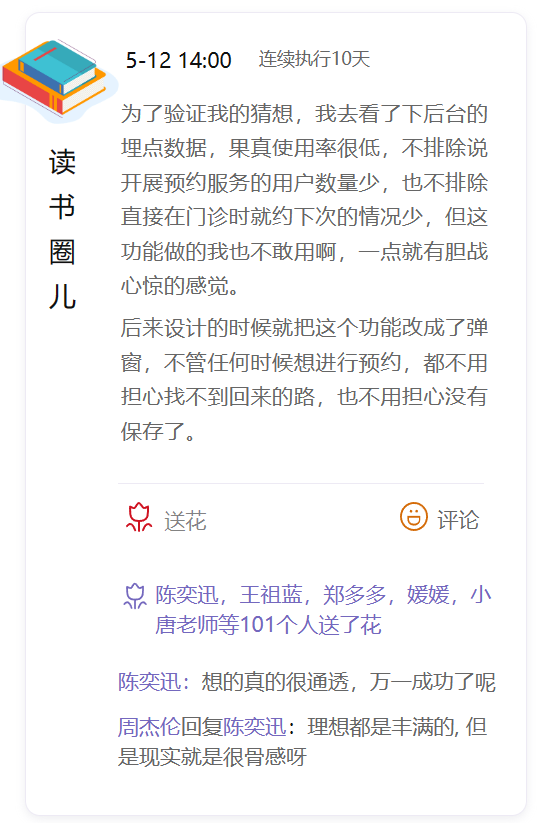 5-12 14:00 连续执行10天
读书圈儿
为了验证我的猜想，我去看了下后台的
埋点数据，果真使用率很低，不排除说
开展预约服务的用户数量少，也不排除
直接在门诊时就约下次的情况少，但这
功能做的我也不敢用啊，一点就有胆战
心惊的感觉。
后来设计的时候就把这个功能改成了弹
窗，不管任何时候想进行预约，都不用
担心找不到回来的路，也不用担心没有
保存了。
送花 评论
陈奕迅，王祖蓝，郑多多，媛媛，小
唐老师等101个人送了花
陈奕迅：想的真的很通透，万一成功了呢
周杰伦回复陈奕迅：理想都是丰满的, 但
是现实就是很骨感呀